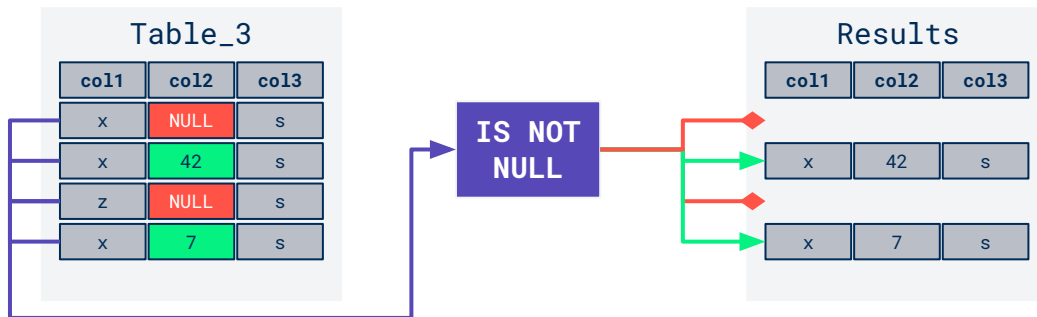 Table_3
col1 col2 col3
x NULL s
x 42 s
z NULL s
x 7 s
IS NOT
NULL
Results
col1 col2 col3
x 42 s
x 7 s